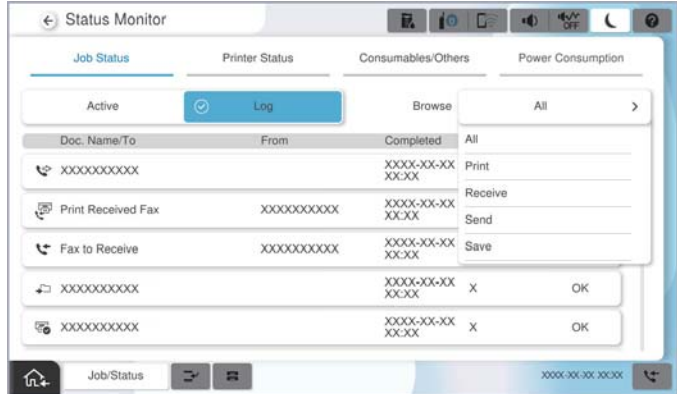 Status Monitor
OFF
Job Status Printer Status Consumables/Others Power Consumption
Active Log Browse All
Doc. Name/To From Completed
All
XXXXXXXXXX XXXX-XX-XX
XX:XX
Print
Receive
Print Received Fax XXXXXXXXXX XXXX-XX-XX
XX:XX
Send
Fax to Receive XXXXXXXXXX XXXX-XX-XX
XX:XX
Save
XXXXXXXXXX XXXX-XX-XX
XX:XX X OK
XXXXXXXXXX XXXX-XX-XX
XX:XX X OK
Job/Status XXXX-XX-XX XX:XX